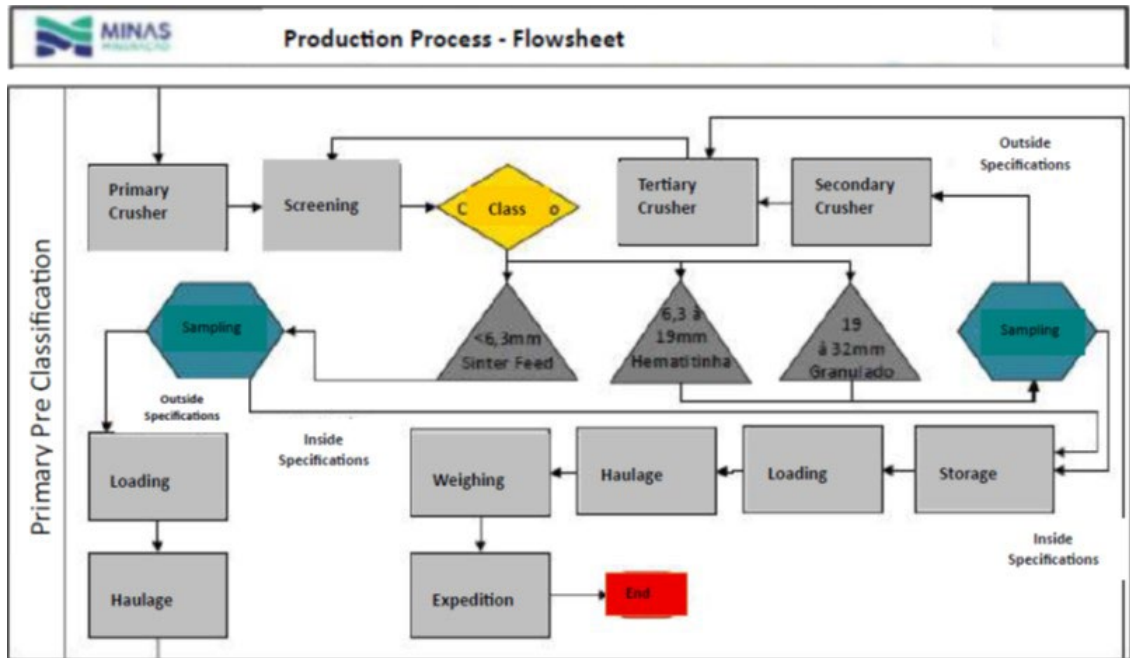 MINAS
MINERAÇÃO
Production Process - Flowsheet
Primary Pre Classification
Primary
Crusher
Screening
C Class o
Tertiary
Crusher
Secondary
Crusher
Outside
Specifications
Sampling
<6,3mm
Sinter Feed
6,3 à
19mm
Hematitinha
19
à 32mm
Granulado
Sampling
Outside
Specifications
Inside
Specifications
Loading
Weighing
Haulage
Loading
Storage
Inside
Specifications
Haulage
Expedition
End